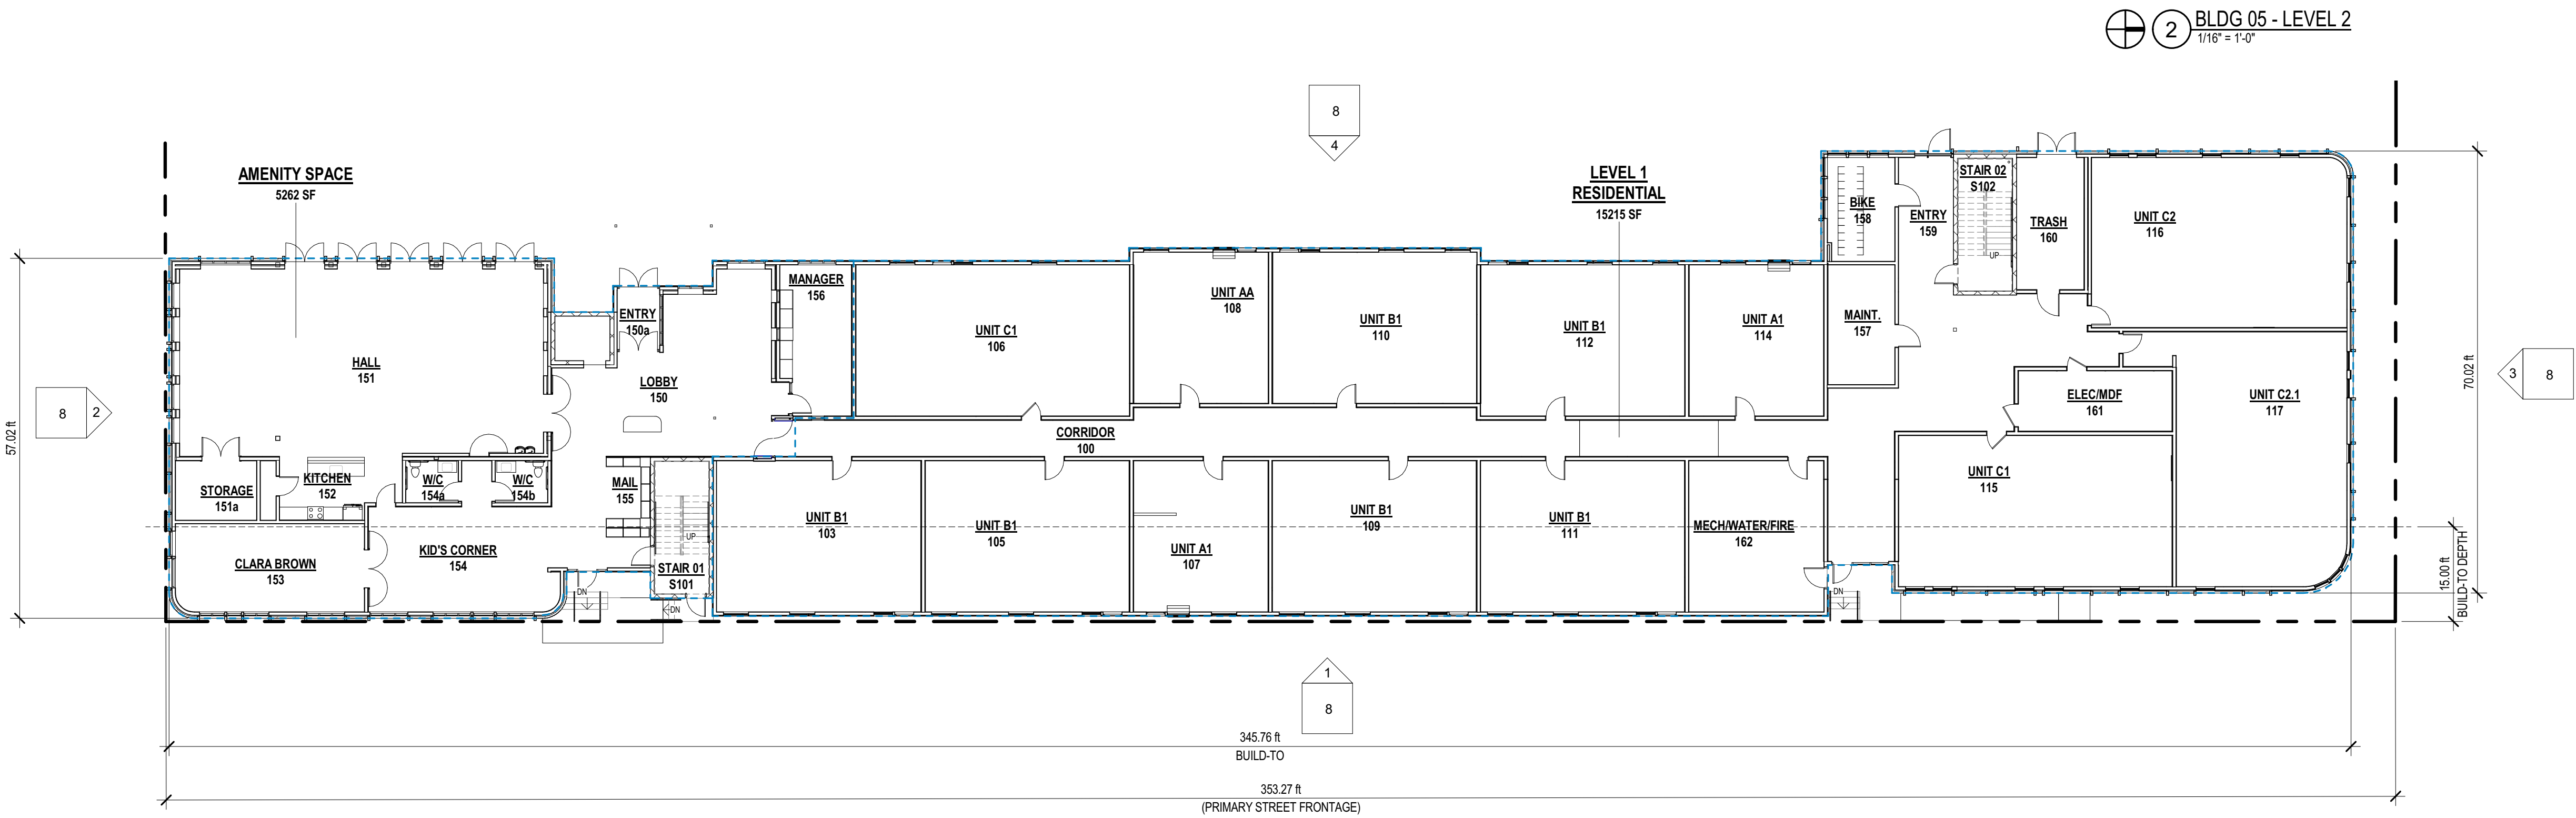 2
BLDG 05 - LEVEL 2
1/16" = 1'-0"
8
4
AMENITY SPACE
5262 SF
LEVEL 1
RESIDENTIAL
15215 SF
STAIR 02
S102
UP
BIKE
158
ENTRY
159
TRASH
160
UNIT C2
116
MANAGER
156
ENTRY
150a
UNIT C1
106
UNIT AA
108
UNIT B1
110
UNIT B1
112
UNIT A1
114
MAINT.
157
HALL
151
LOBBY
150
8
2
57.02 ft
70.02 ft
3
8
ELEC/MDF
161
UNIT C2.1
117
CORRIDOR
100
STORAGE
151a
KITCHEN
152
W/C
154a
W/C
154b
MAIL
155
UNIT C1
115
UNIT B1
103
UNIT B1
105
UNIT A1
107
UNIT B1
109
UNIT B1
111
MECH/WATER/FIRE
162
UP
STAIR 01
S101
CLARA BROWN
153
KID'S CORNER
154
DN
DN
DN
15.00 ft
BUILD-TO DEPTH
1
8
345.76 ft
BUILD-TO
353.27 ft
(PRIMARY STREET FRONTAGE)